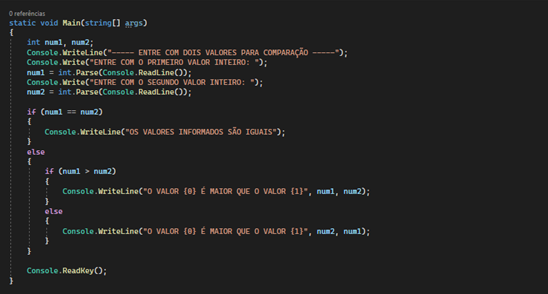 0 referências
static void Main(string[] args)
{
int num1, num2;
Console.WriteLine("----- ENTRE COM DOIS VALORES PARA COMPARAÇÃO -----");
Console.Write("ENTRE COM O PRIMEIRO VALOR INTEIRO: ");
num1 = int.Parse(Console.ReadLine());
Console.Write("ENTRE COM O SEGUNDO VALOR INTEIRO: ");
num2 = int.Parse(Console.ReadLine());
if (num1 == num2)
{
Console.WriteLine("OS VALORES INFORMADOS SÃO IGUAIS");
}
else
{
if (num1 > num2)
{
Console.WriteLine("O VALOR {0} É MAIOR QUE O VALOR {1}", num1, num2);
}
else
{
Console.WriteLine("O VALOR {0} É MAIOR QUE O VALOR {1}", num2, num1);
}
}
Console.ReadKey();
}